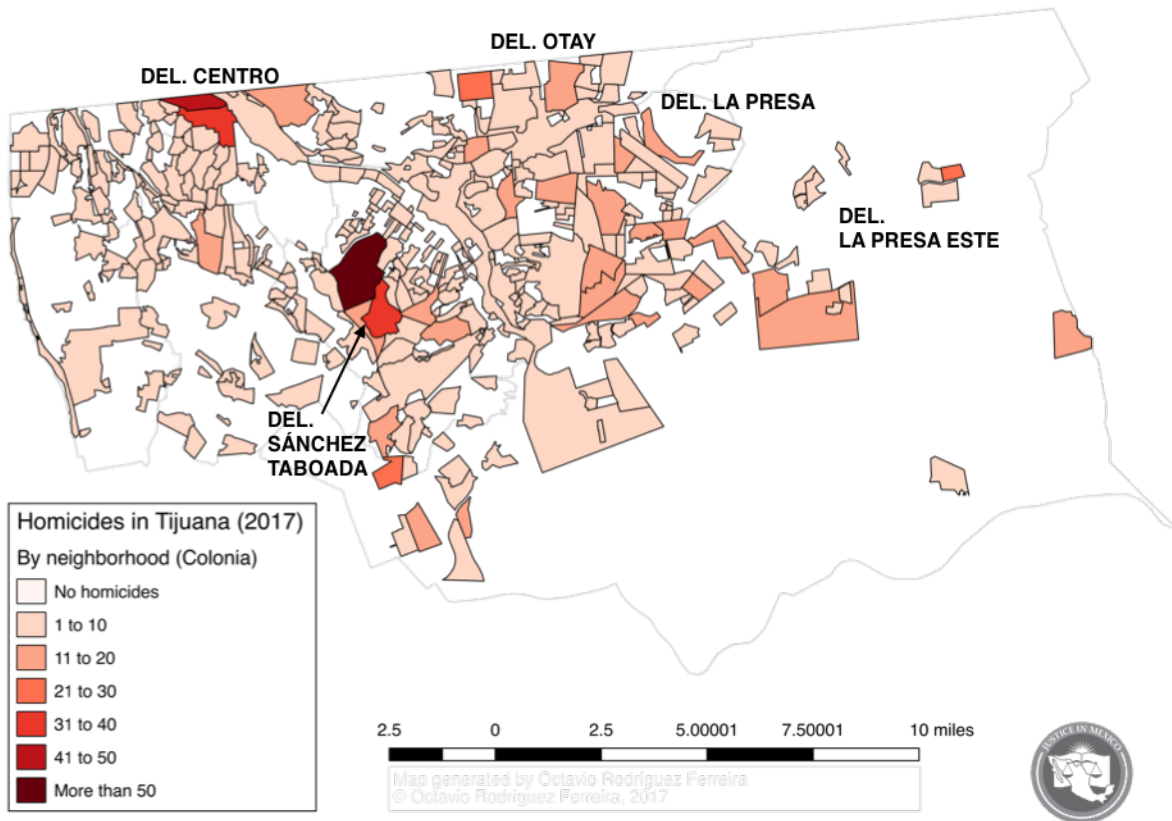 DEL. OTAY
DEL. CENTRO
DEL. LA PRESA
DEL.
LA PRESA ESTE
DEL.
SÁNCHEZ
TABOADA
Homicides in Tijuana (2017)
By neighborhood (Colonia)
No homicides
1 to 10
11 to 20
21 to 30
31 to 40
41 to 50
More than 50
2.5 0 2.5 5.00001 7.50001 10 miles
Map generated by Octavio Rodríguez Ferreira
© Octavio Rodríguez Ferreira, 2017
JUSTICE IN MEXICO